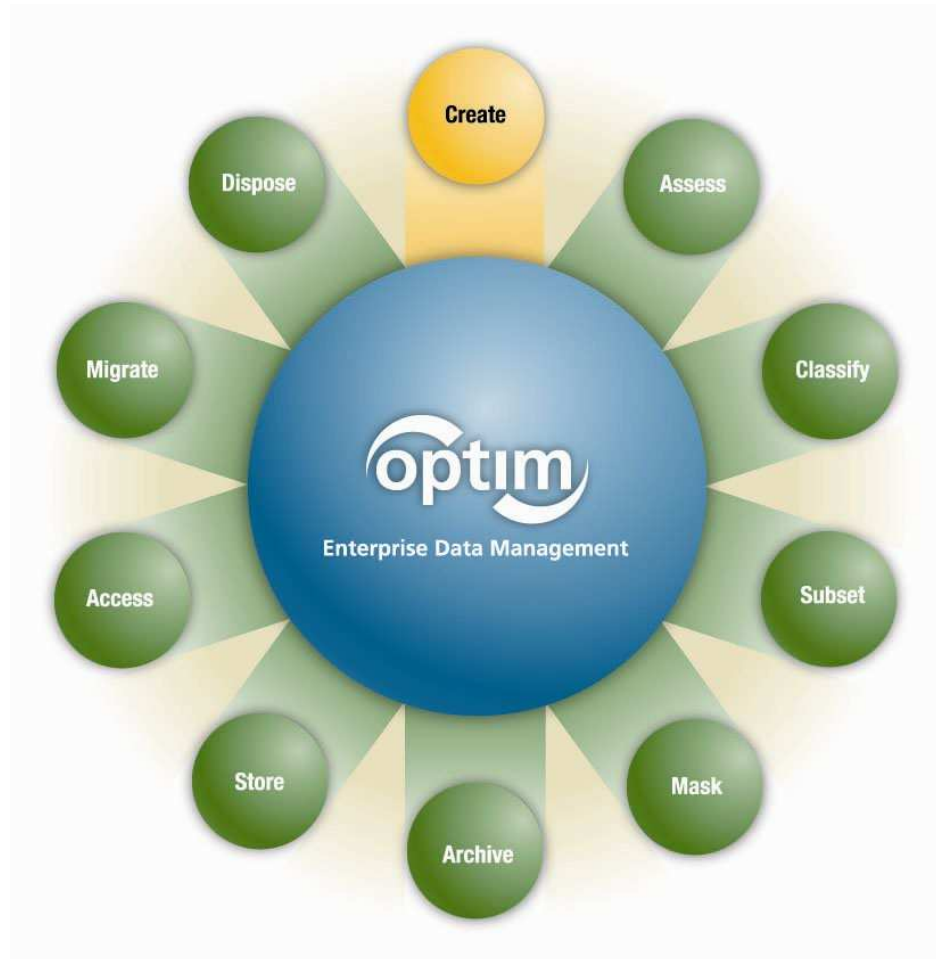 Create
Assess
Classify
Subset
Mask
Archive
Store
Access
Migrate
Dispose
optim
Enterprise Data Management